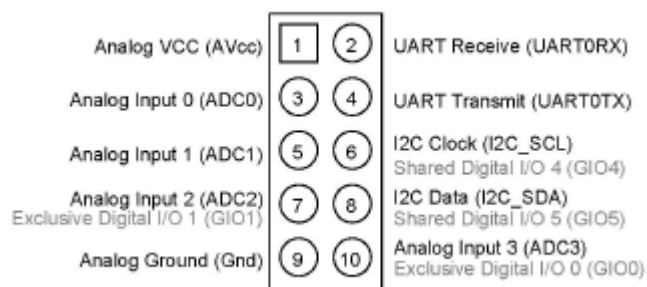 Analog VCC (AVcc) 1 2 UART Receive (UART0RX)
Analog Input 0 (ADC0) 3 4 UART Transmit (UART0TX)
Analog Input 1 (ADC1) 5 6 I2C Clock (I2C_SCL)
Shared Digital I/O 4 (GIO4)
Analog Input 2 (ADC2) 7 8 I2C Data (I2C_SDA)
Exclusive Digital I/O 1 (GIO1) Shared Digital I/O 5 (GIO5)
Analog Ground (Gnd) 9 10 Analog Input 3 (ADC3)
Exclusive Digital I/O 0 (GIO0)